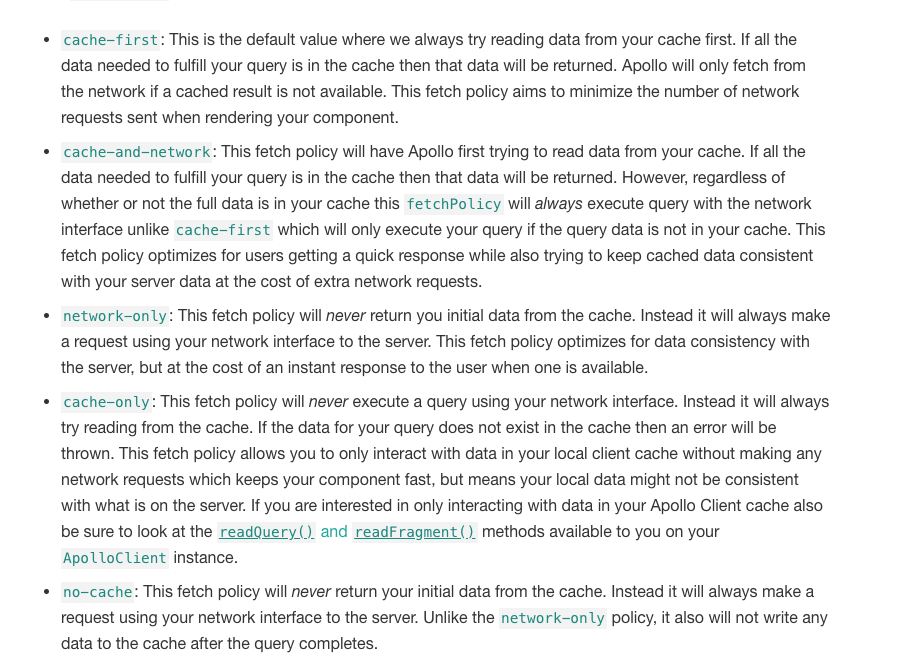 • cache-first: This is the default value where we always try reading data from your cache first. If all the
data needed to fulfill your query is in the cache then that data will be returned. Apollo will only fetch from
the network if a cached result is not available. This fetch policy aims to minimize the number of network
requests sent when rendering your component.
• cache-and-network: This fetch policy will have Apollo first trying to read data from your cache. If all the
data needed to fulfill your query is in the cache then that data will be returned. However, regardless of
whether or not the full data is in your cache this fetchPolicy will always execute query with the network
interface unlike cache-first which will only execute your query if the query data is not in your cache. This
fetch policy optimizes for users getting a quick response while also trying to keep cached data consistent
with your server data at the cost of extra network requests.
• network-only: This fetch policy will never return you initial data from the cache. Instead it will always make
a request using your network interface to the server. This fetch policy optimizes for data consistency with
the server, but at the cost of an instant response to the user when one is available.
• cache-only: This fetch policy will never execute a query using your network interface. Instead it will always
try reading from the cache. If the data for your query does not exist in the cache then an error will be
thrown. This fetch policy allows you to only interact with data in your local client cache without making any
network requests which keeps your component fast, but means your local data might not be consistent
with what is on the server. If you are interested in only interacting with data in your Apollo Client cache also
be sure to look at the readQuery() and readFragment() methods available to you on your
ApolloClient instance.
• no-cache: This fetch policy will never return your initial data from the cache. Instead it will always make a
request using your network interface to the server. Unlike the network-only policy, it also will not write any
data to the cache after the query completes.